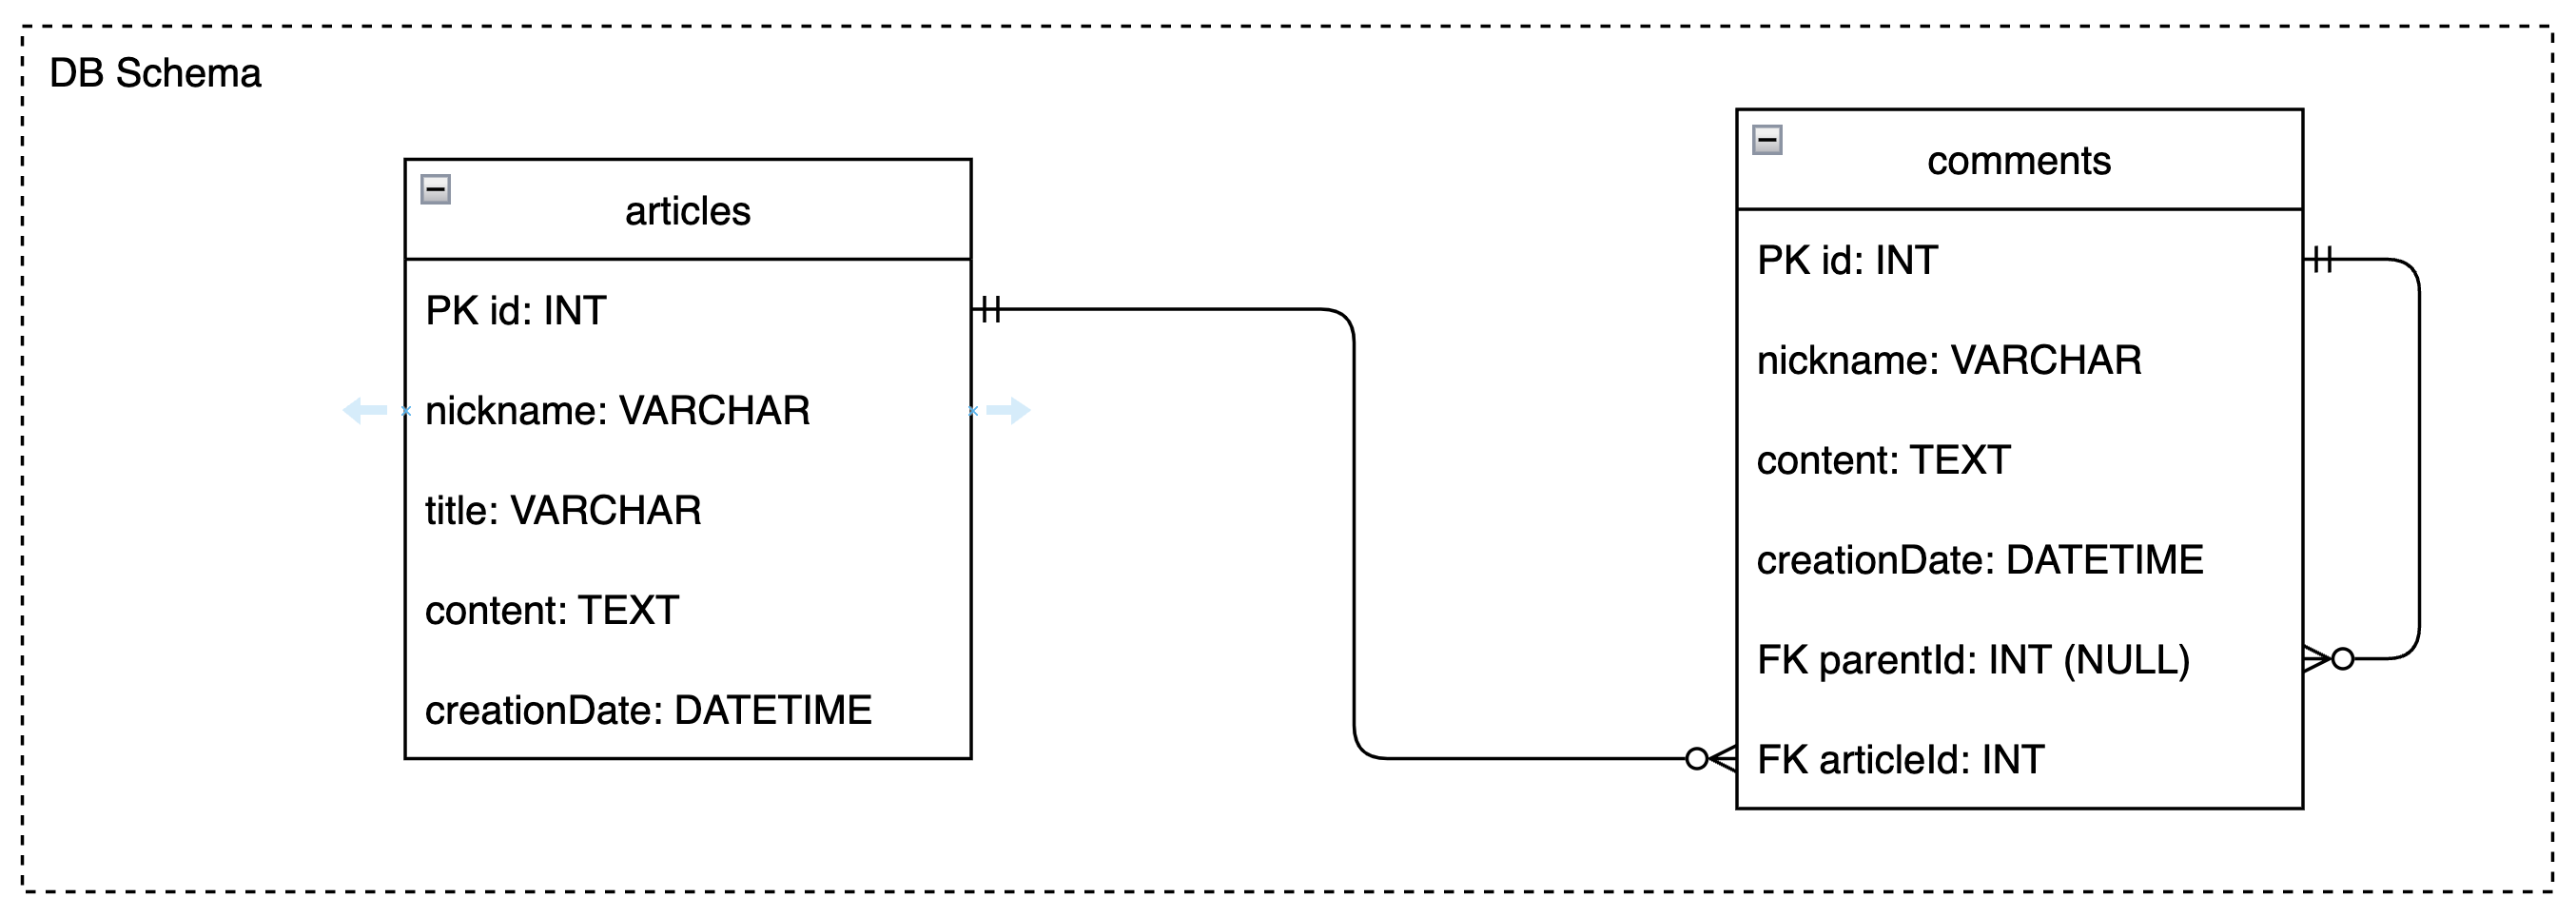 DB Schema
articles
PK id: INT
nickname: VARCHAR
title: VARCHAR
content: TEXT
creationDate: DATETIME
comments
PK id: INT
nickname: VARCHAR
content: TEXT
creationDate: DATETIME
FK parentId: INT (NULL)
FK articleId: INT